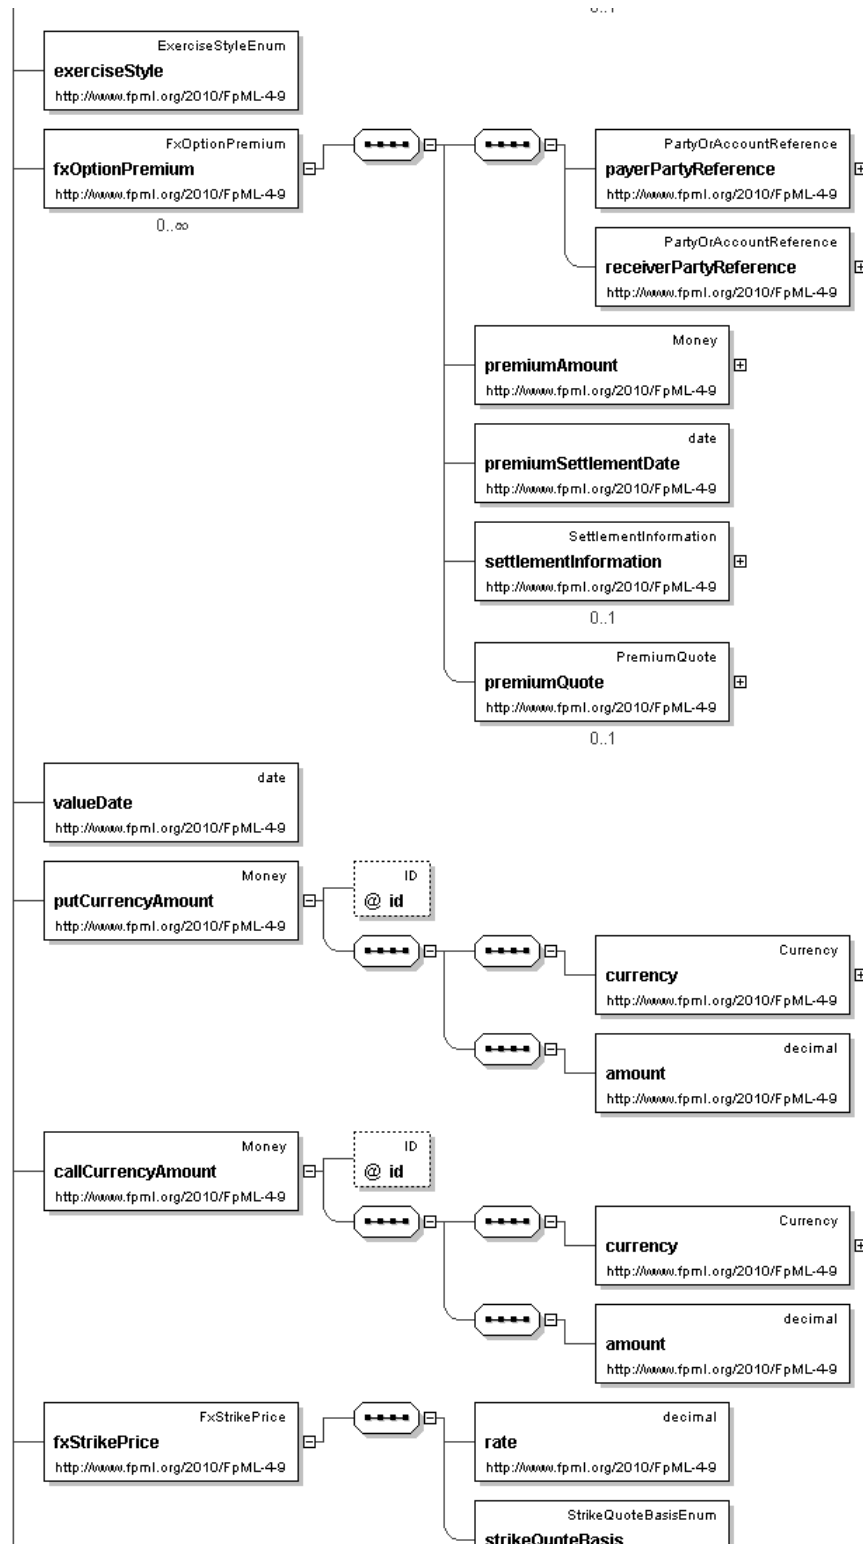 0..1
ExerciseStyleEnum
exerciseStyle
http://www.fpml.org/2010/FpML-4-9
FxOptionPremium
fxOptionPremium
http://www.fpml.org/2010/FpML-4-9
0..∞
PartyOrAccountReference
payerPartyReference
http://www.fpml.org/2010/FpML-4-9
PartyOrAccountReference
receiverPartyReference
http://www.fpml.org/2010/FpML-4-9
Money
premiumAmount
http://www.fpml.org/2010/FpML-4-9
date
premiumSettlementDate
http://www.fpml.org/2010/FpML-4-9
SettlementInformation
settlementInformation
http://www.fpml.org/2010/FpML-4-9
0..1
PremiumQuote
premiumQuote
http://www.fpml.org/2010/FpML-4-9
0..1
date
valueDate
http://www.fpml.org/2010/FpML-4-9
Money
putCurrencyAmount
http://www.fpml.org/2010/FpML-4-9
ID
@ id
Currency
currency
http://www.fpml.org/2010/FpML-4-9
decimal
amount
http://www.fpml.org/2010/FpML-4-9
Money
callCurrencyAmount
http://www.fpml.org/2010/FpML-4-9
ID
@ id
Currency
currency
http://www.fpml.org/2010/FpML-4-9
decimal
amount
http://www.fpml.org/2010/FpML-4-9
FxStrikePrice
fxStrikePrice
http://www.fpml.org/2010/FpML-4-9
decimal
rate
http://www.fpml.org/2010/FpML-4-9
StrikeQuoteBasisEnum
strikeQuoteBasis